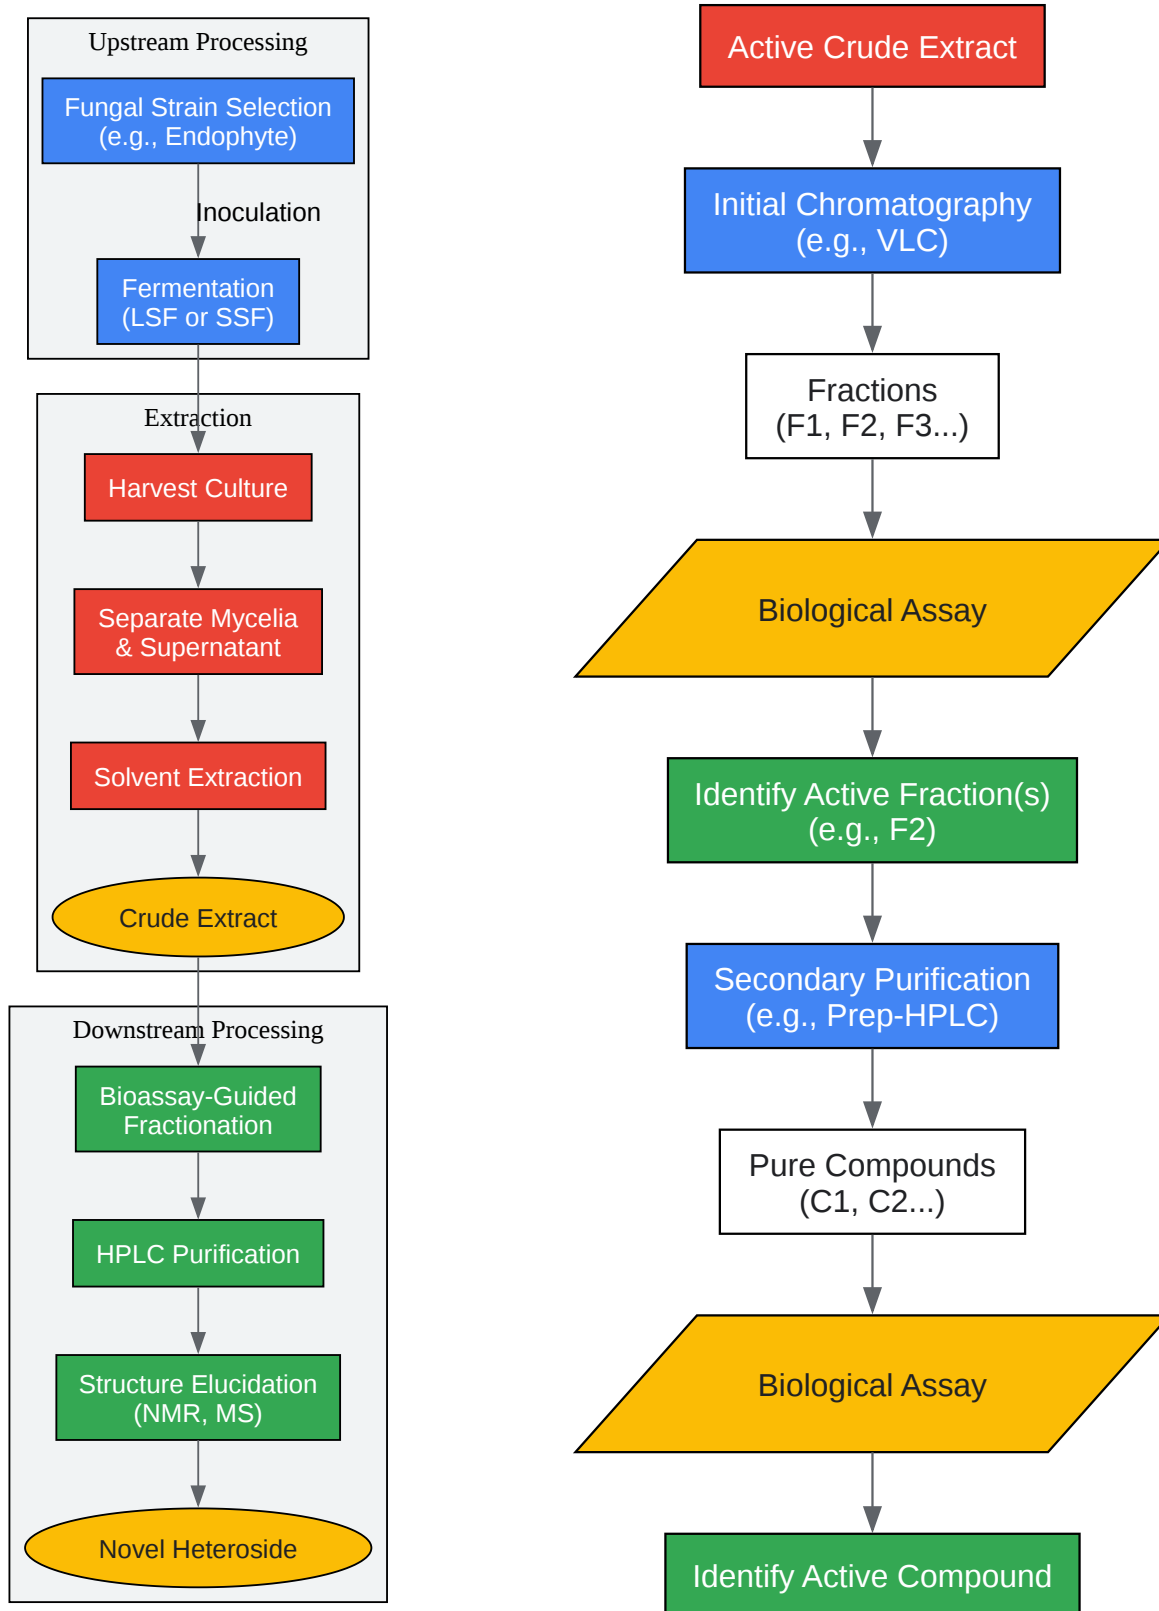 Upstream Processing
Fungal Strain Selection
(e.g., Endophyte)
Inoculation
Fermentation
(LSF or SSF)
Extraction
Harvest Culture
Separate Mycelia
& Supernatant
Solvent Extraction
Crude Extract
Downstream Processing
Bioassay-Guided
Fractionation
HPLC Purification
Structure Elucidation
(NMR, MS)
Novel Heteroside
Active Crude Extract
Initial Chromatography
(e.g., VLC)
Fractions
(F1, F2, F3...)
Biological Assay
Identify Active Fraction(s)
(e.g., F2)
Secondary Purification
(e.g., Prep-HPLC)
Pure Compounds
(C1, C2...)
Biological Assay
Identify Active Compound